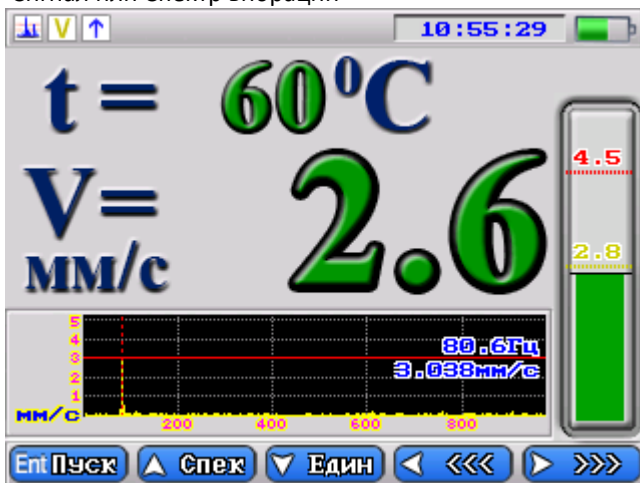 Сигнал или спектр вибрации
V ↑ 10:55:29
t = 60⁰C
V= 2.6
мм/с
4.5
2.8
5
4
3
2
1
мм/с
80.6Гц
3.038мм/с
200 400 600 800
Ent Пуск Спек Един <<< >>>